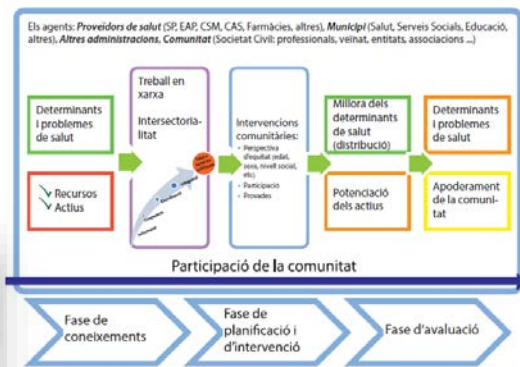 Els agents: Proveïdors de salut (SP, EAP, CSM, CAS, Farmàcies, altres), Municipi (Salut, Serveis Socials, Educació,
altres), Altres administracions, Comunitat (Societat Civil: professionals, veïnat, entitats, associacions ...)
Determinants
i problemes
de salut
Recursos
Actius
Treball en
xarxa
Intersectoria-
litat
Intervencions
comunitàries:
• Perspectiva
d'equitat (edat,
sexe, nivell social,
etc)
• Participació
• Provades
Millora dels
determinants
de salut
(distribució)
Potenciació
dels actius
Determinants
i problemes
de salut
Apoderament
de la comuni-
tat
Participació de la comunitat
Fase de
coneixements
Fase de
planificació i
d'intervenció
Fase d'avaluació